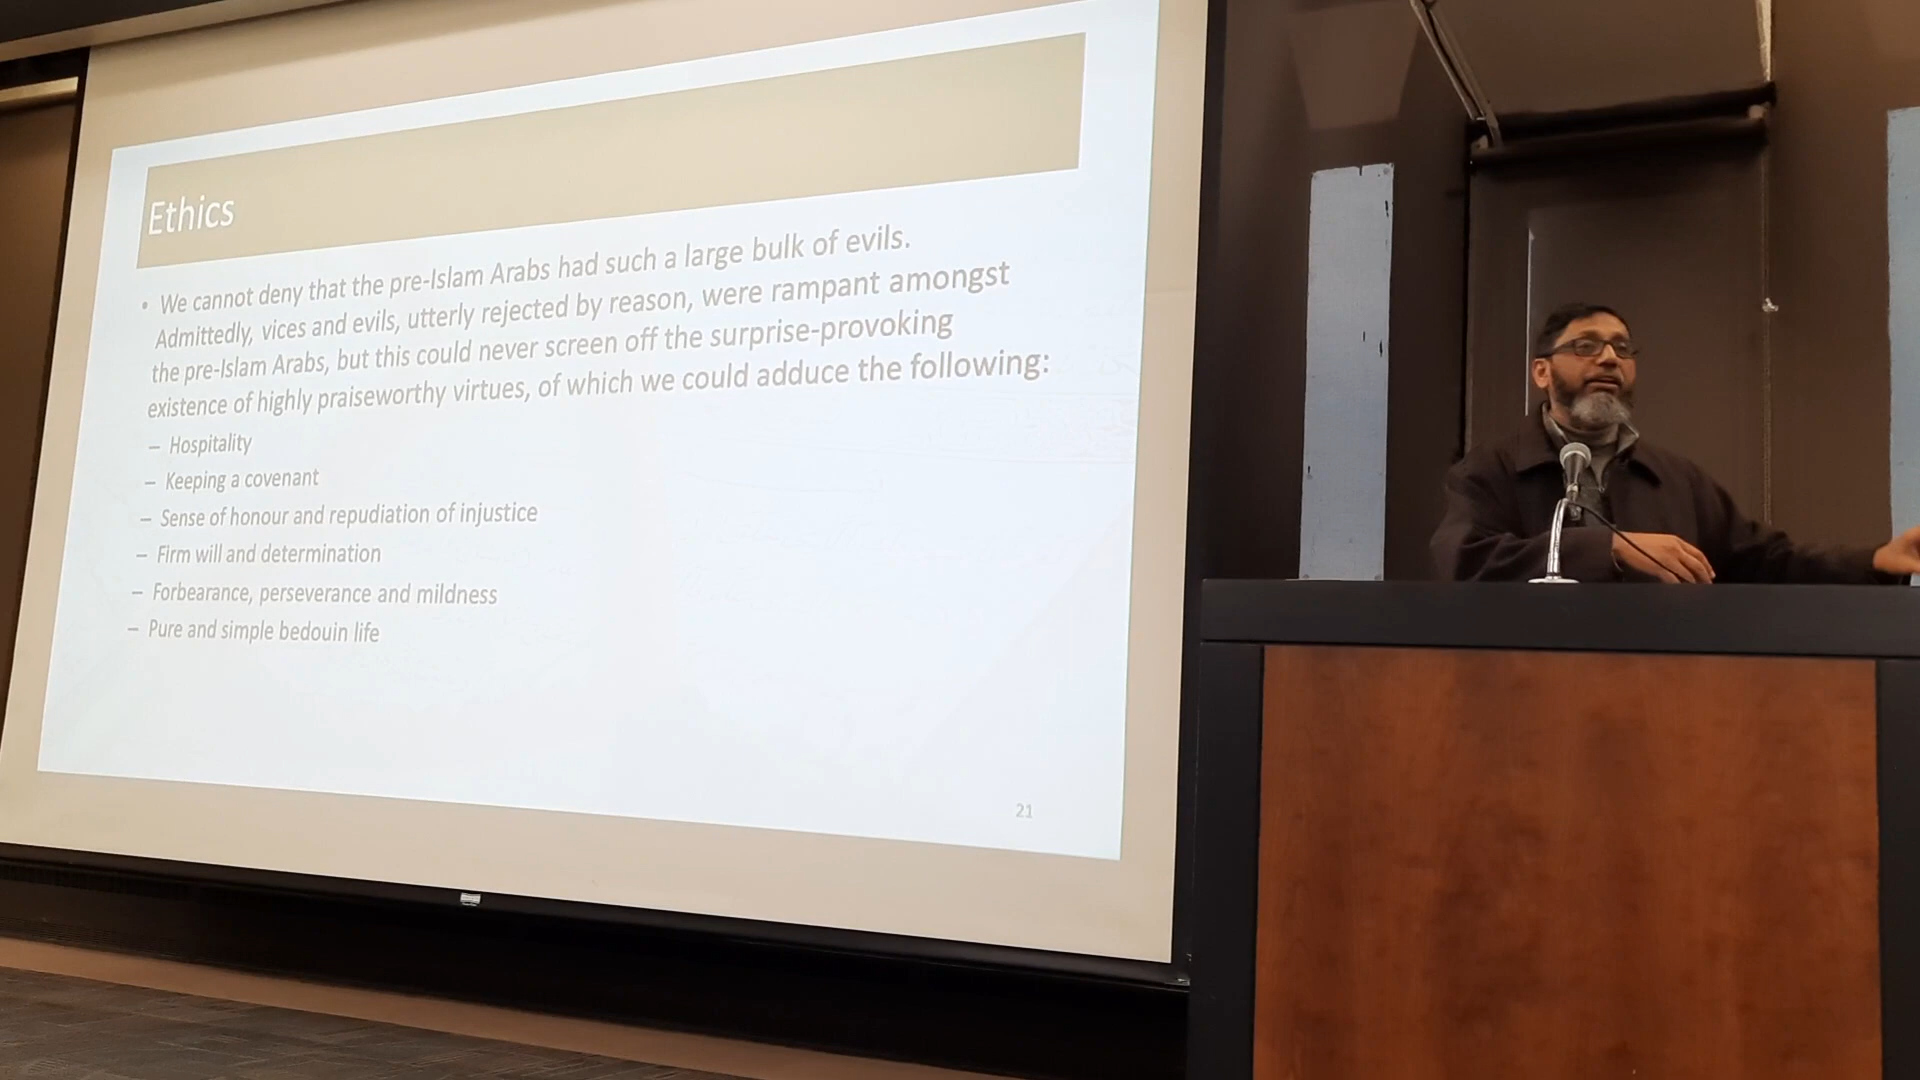 Ethics
• We cannot deny that the pre-Islam Arabs had such a large bulk of evils.
Admittedly, vices and evils, utterly rejected by reason, were rampant amongst
the pre-Islam Arabs, but this could never screen off the surprise-provoking
existence of highly praiseworthy virtues, of which we could adduce the following:
– Hospitality
– Keeping a covenant
– Sense of honour and repudiation of injustice
– Firm will and determination
– Forbearance, perseverance and mildness
– Pure and simple bedouin life
21